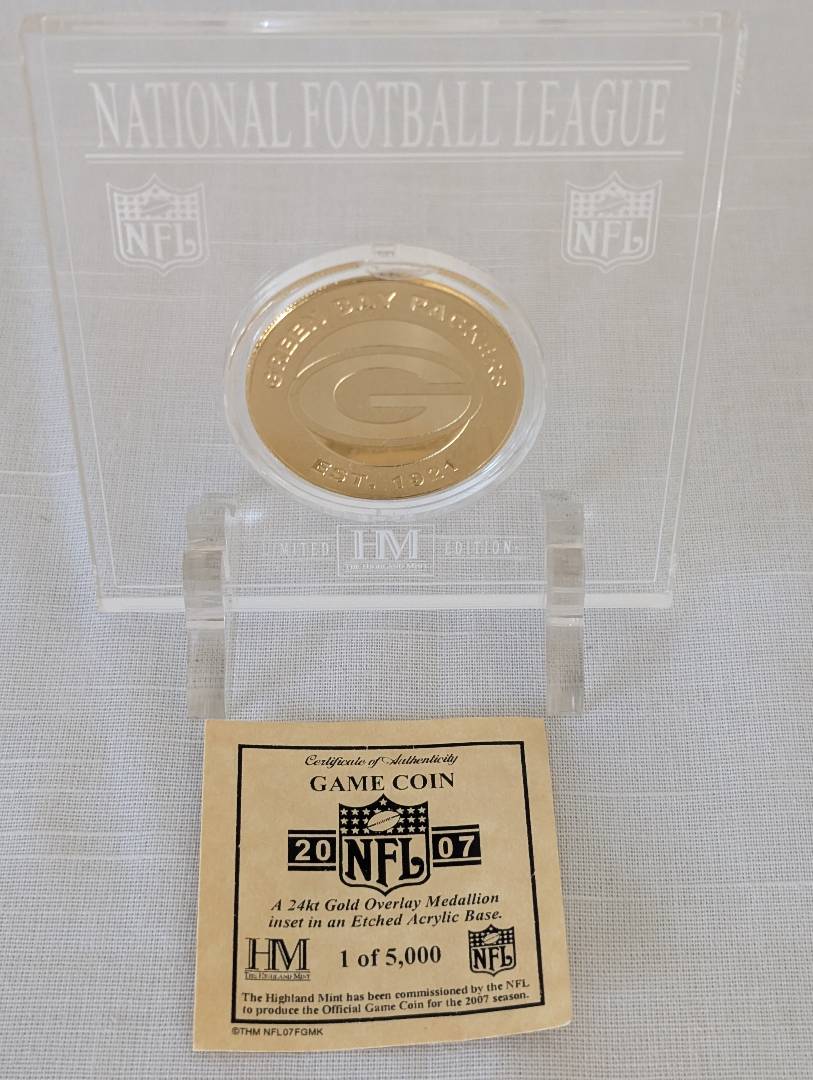 NATIONAL FOOTBALL LEAGUE
NFL NFL
GREEN BAY PACKERS
G
EST. 1921
LIMITED HM EDITION
THE HIGHLAND MINT
Certificate of Authenticity
GAME COIN
20 NFL 07
A 24kt Gold Overlay Medallion
inset in an Etched Acrylic Base.
HM 1 of 5,000 NFL
THE HIGHLAND MINT
The Highland Mint has been commissioned by the NFL
to produce the Official Game Coin for the 2007 season.
©THM NFL07FGMK